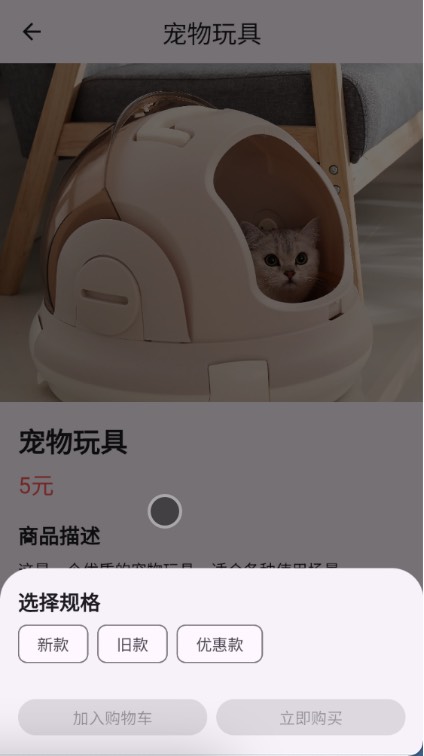 宠物玩具
宠物玩具
5元
商品描述
这是一个优质的宠物玩具，适合各种使用场景
选择规格
新款
旧款
优惠款
加入购物车
立即购买